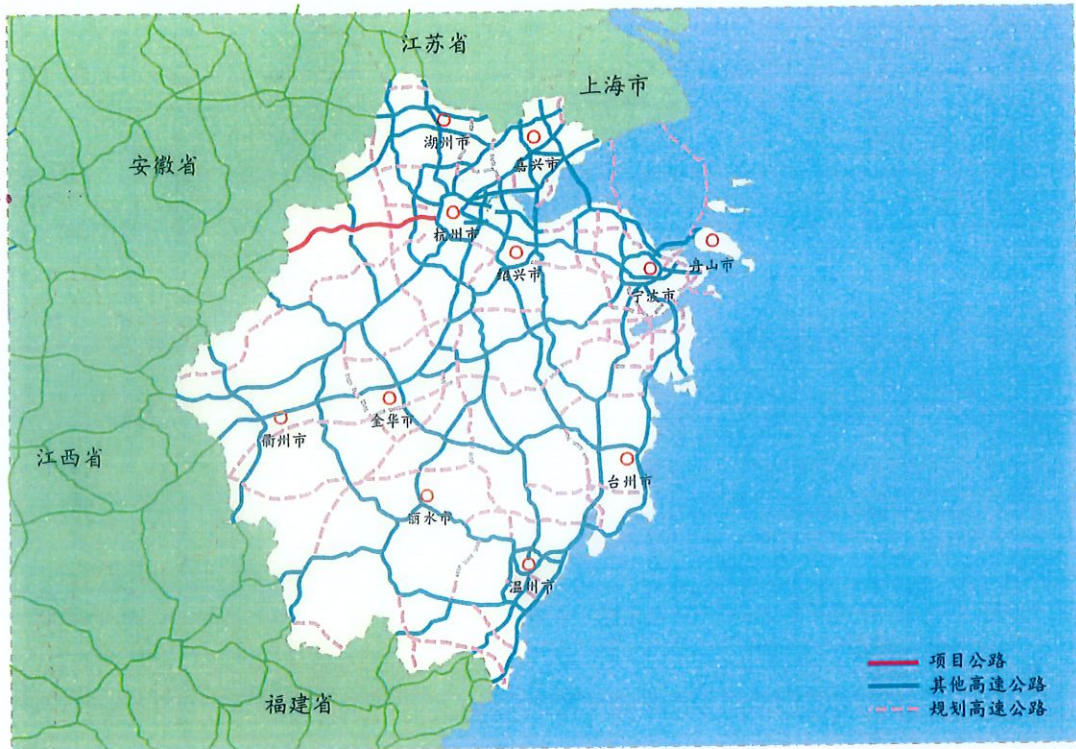 江苏省
上海市
湖州市
嘉兴市
安徽省
杭州市
绍兴市
舟山市
宁波市
金华市
衢州市
江西省
台州市
丽水市
温州市
福建省
项目公路
其他高速公路
规划高速公路